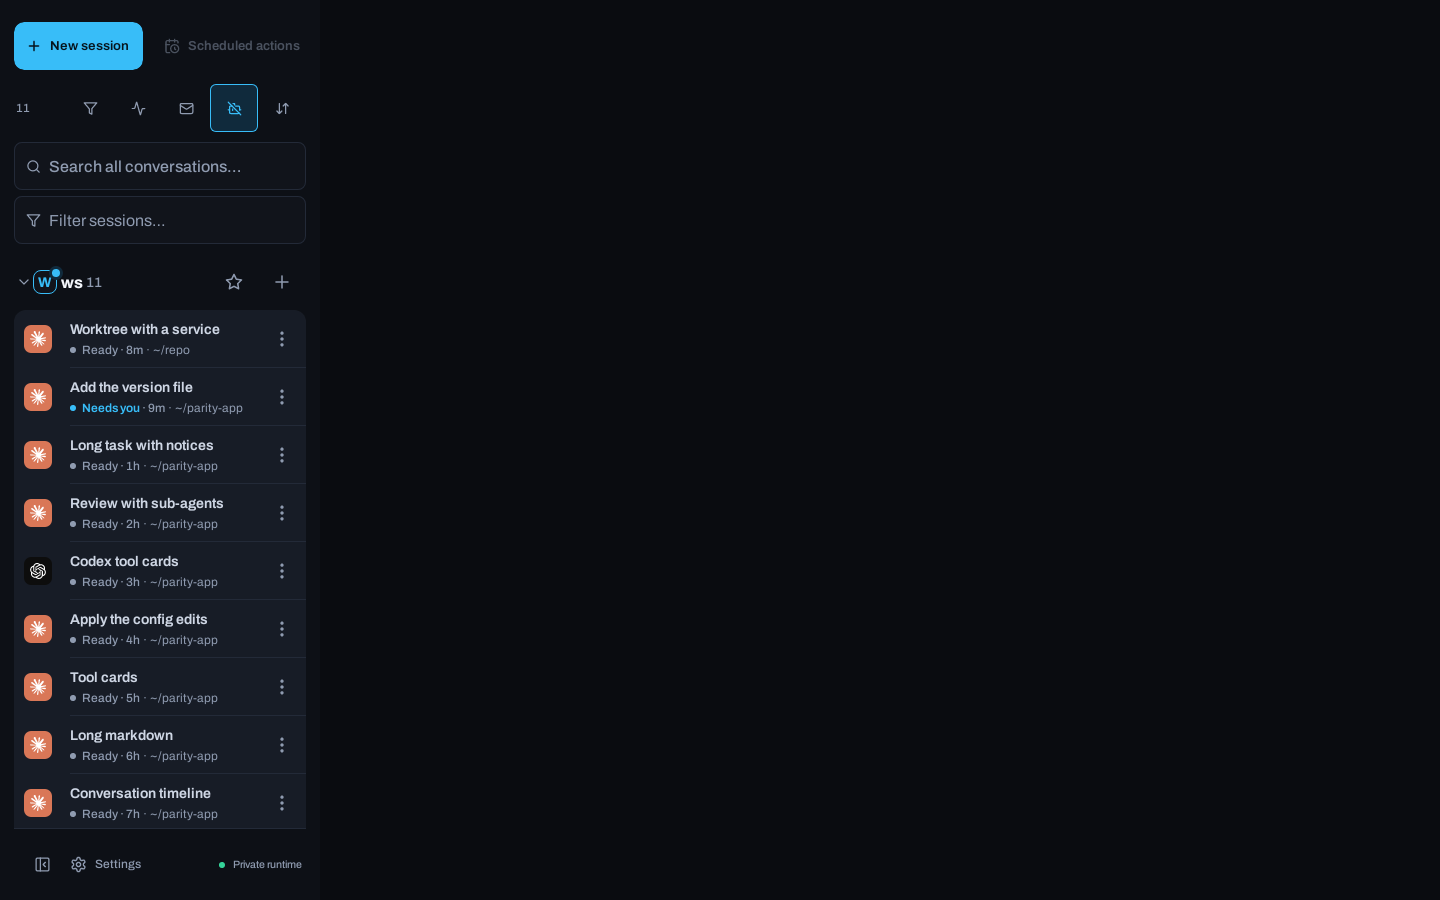 New session
Scheduled actions
11
Search all conversations...
Filter sessions...
W ws 11
Worktree with a service
Ready · 8m · ~/repo
Add the version file
Needs you · 9m · ~/parity-app
Long task with notices
Ready · 1h · ~/parity-app
Review with sub-agents
Ready · 2h · ~/parity-app
Codex tool cards
Ready · 3h · ~/parity-app
Apply the config edits
Ready · 4h · ~/parity-app
Tool cards
Ready · 5h · ~/parity-app
Long markdown
Ready · 6h · ~/parity-app
Conversation timeline
Ready · 7h · ~/parity-app
Settings
Private runtime